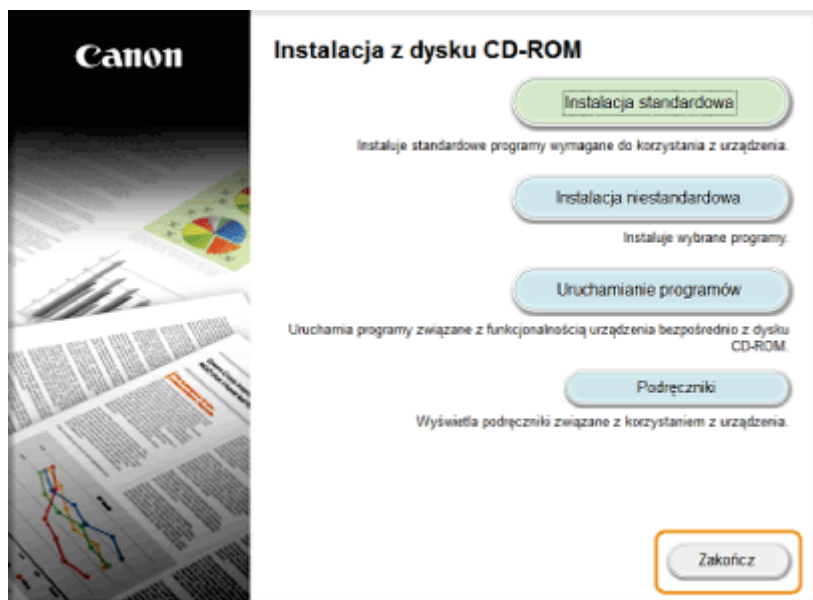 Canon
Instalacja z dysku CD-ROM
Instalacja standardowa
Instaluje standardowe programy wymagane do korzystania z urządzenia.
Instalacja niestandardowa
Instaluje wybrane programy.
Uruchamianie programów
Uruchamia programy związane z funkcjonalnością urządzenia bezpośrednio z dysku
CD-ROM.
Podręczniki
Wyświetla podręczniki związane z korzystaniem z urządzenia.
Zakończ